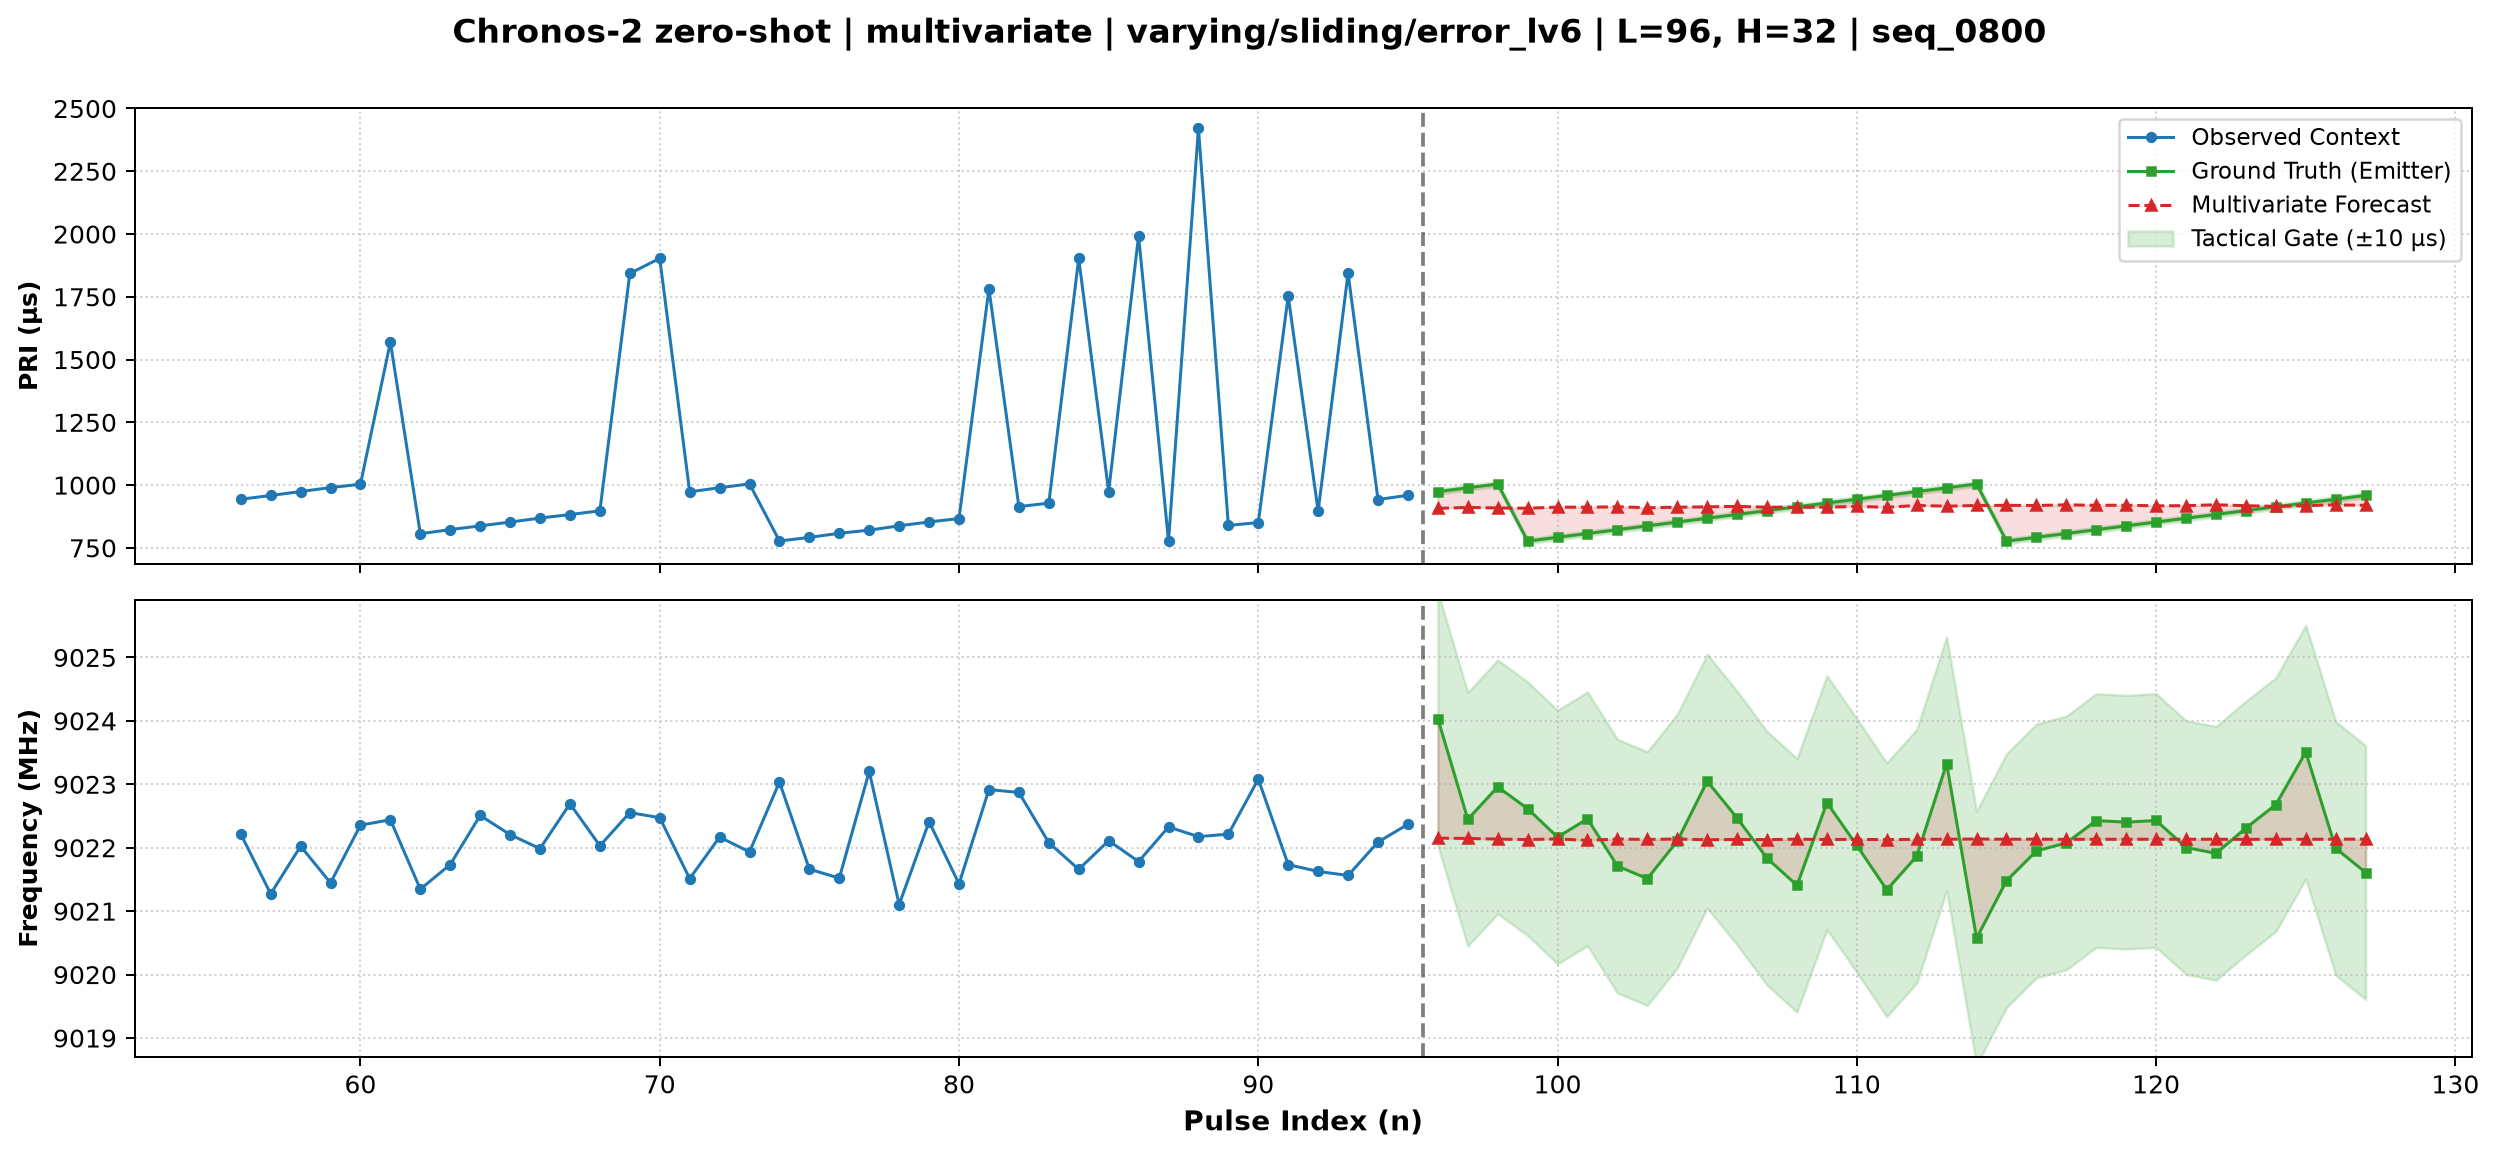 Chronos-2 zero-shot | multivariate | varying/sliding/error_lv6 | L=96, H=32 | seq_0800
2500
2250
2000
1750
1500
1250
1000
750
PRI (µs)
Observed Context
Ground Truth (Emitter)
Multivariate Forecast
Tactical Gate (±10 µs)
9025
9024
9023
9022
9021
9020
9019
Frequency (MHz)
60 70 80 90 100 110 120 130
Pulse Index (n)